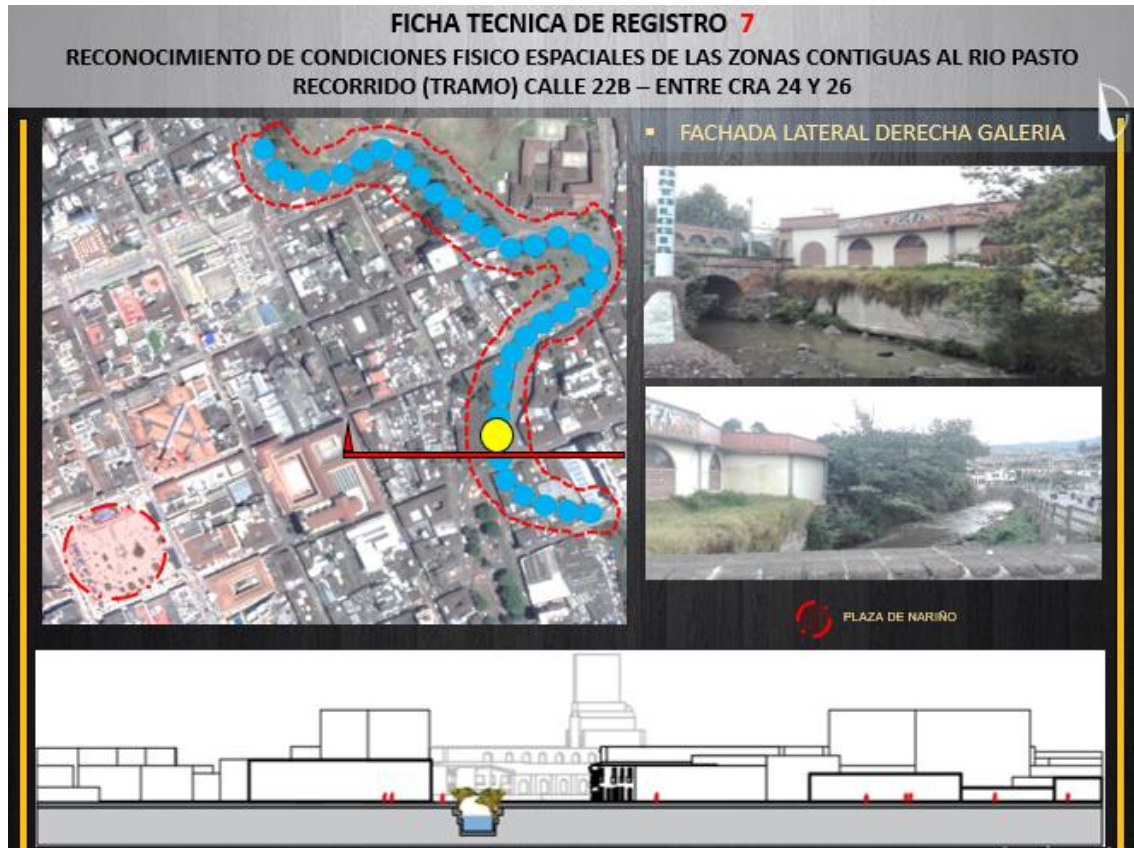 FICHA TECNICA DE REGISTRO 7
RECONOCIMIENTO DE CONDICIONES FISICO ESPACIALES DE LAS ZONAS CONTIGUAS AL RIO PASTO
RECORRIDO (TRAMO) CALLE 22B – ENTRE CRA 24 Y 26
▪ FACHADA LATERAL DERECHA GALERIA
ONTOLOGIA
PLAZA DE NARIÑO